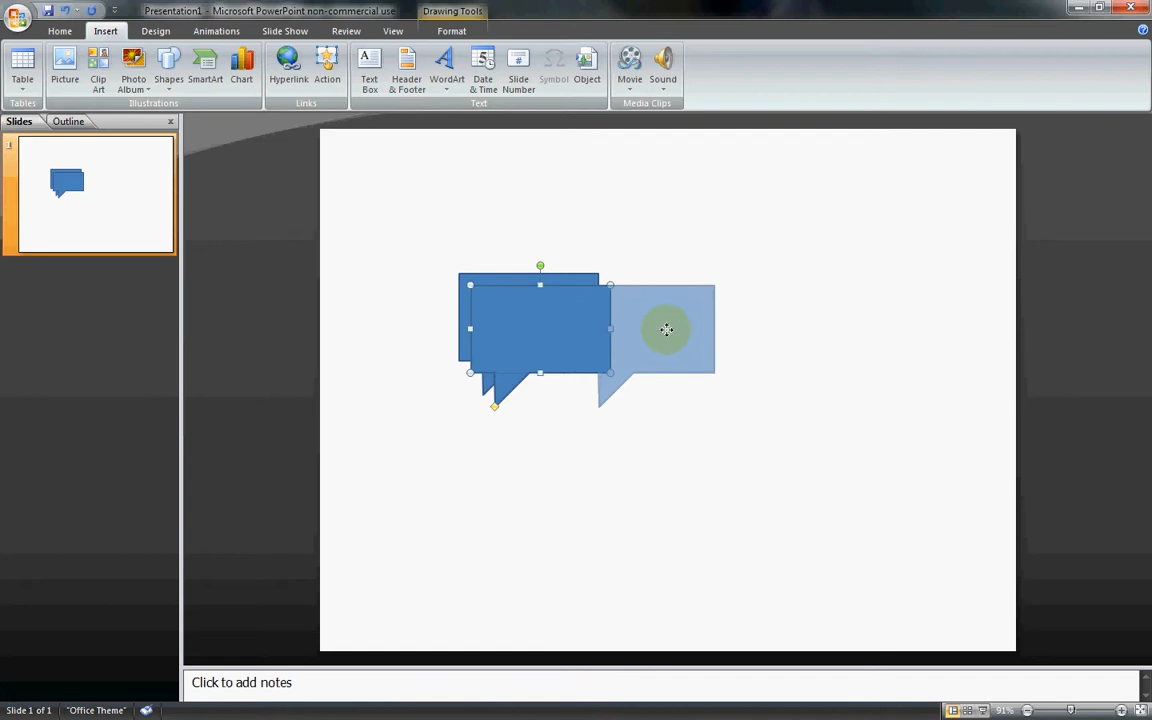 Presentation1 - Microsoft PowerPoint non-commercial use
Drawing Tools
Home Insert Design Animations Slide Show Review View Format
Table Picture Clip Art Photo Album Shapes SmartArt Chart Hyperlink Action Text Box Header & Footer WordArt Date & Time Slide Number Symbol Object Movie Sound
Tables Illustrations Links Text Media Clips
Slides Outline
1
Click to add notes
Slide 1 of 1 "Office Theme" 91%